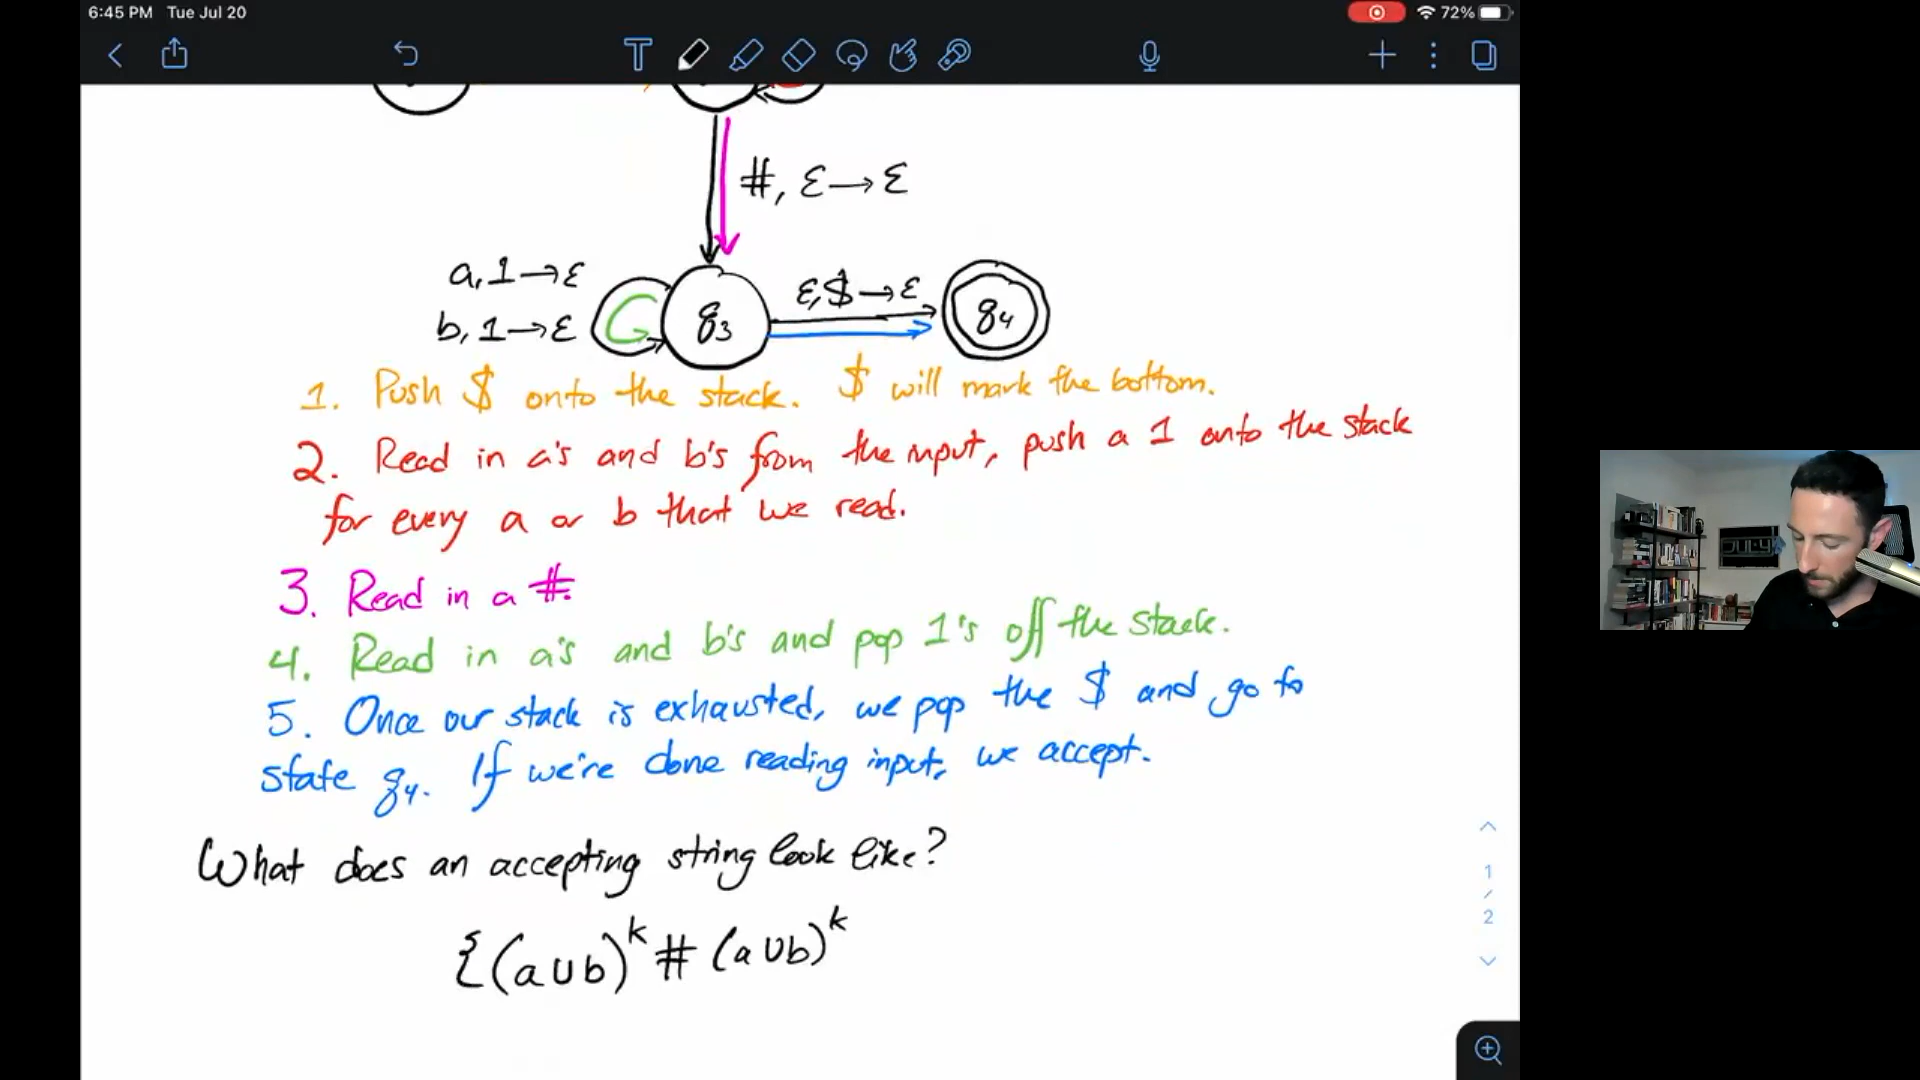 6:45 PM Tue Jul 20
72%
#, ε→ε
a,1→ε
b,1→ε
q3
ε,$→ε
q4
1. Push $ onto the stack. $ will mark the bottom.
2. Read in a's and b's from the input, push a 1 onto the stack
for every a or b that we read.
3. Read in a #.
4. Read in a's and b's and pop 1's off the stack.
5. Once our stack is exhausted, we pop the $ and go to
state q4. If we're done reading input, we accept.
What does an accepting string look like?
{(a∪b)^k # (a∪b)^k
1
/
2